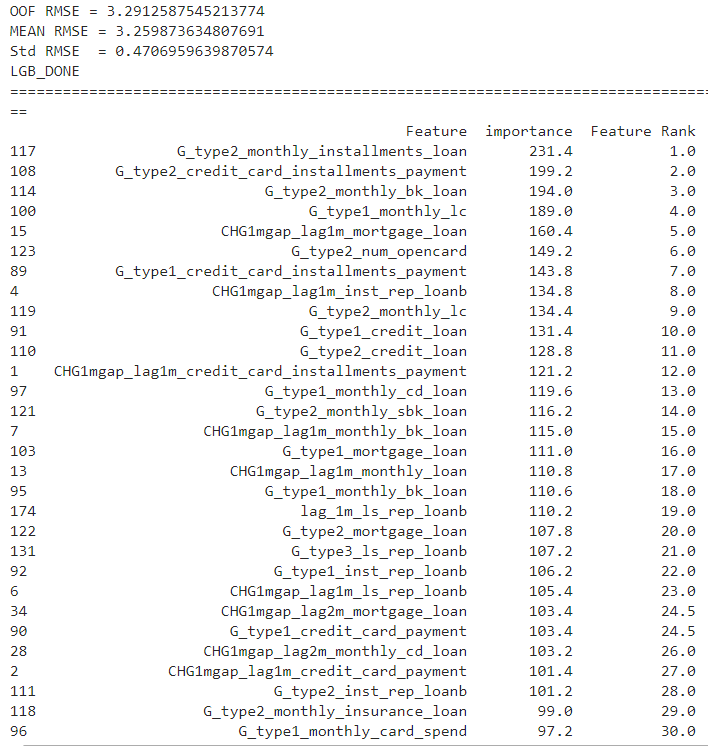 OOF RMSE = 3.2912587545213774
MEAN RMSE = 3.259873634807691
Std RMSE  = 0.4706959639870574
LGB_DONE
================================================================================
==
Feature  importance  Feature Rank
117 G_type2_monthly_installments_loan 231.4 1.0
108 G_type2_credit_card_installments_payment 199.2 2.0
114 G_type2_monthly_bk_loan 194.0 3.0
100 G_type1_monthly_lc 189.0 4.0
15 CHG1mgap_lag1m_mortgage_loan 160.4 5.0
123 G_type2_num_opencard 149.2 6.0
89 G_type1_credit_card_installments_payment 143.8 7.0
4 CHG1mgap_lag1m_inst_rep_loanb 134.8 8.0
119 G_type2_monthly_lc 134.4 9.0
91 G_type1_credit_loan 131.4 10.0
110 G_type2_credit_loan 128.8 11.0
1 CHG1mgap_lag1m_credit_card_installments_payment 121.2 12.0
97 G_type1_monthly_cd_loan 119.6 13.0
121 G_type2_monthly_sbk_loan 116.2 14.0
7 CHG1mgap_lag1m_monthly_bk_loan 115.0 15.0
103 G_type1_mortgage_loan 111.0 16.0
13 CHG1mgap_lag1m_monthly_loan 110.8 17.0
95 G_type1_monthly_bk_loan 110.6 18.0
174 lag_1m_ls_rep_loanb 110.2 19.0
122 G_type2_mortgage_loan 107.8 20.0
131 G_type3_ls_rep_loanb 107.2 21.0
92 G_type1_inst_rep_loanb 106.2 22.0
6 CHG1mgap_lag1m_ls_rep_loanb 105.4 23.0
34 CHG1mgap_lag2m_mortgage_loan 103.4 24.5
90 G_type1_credit_card_payment 103.4 24.5
28 CHG1mgap_lag2m_monthly_cd_loan 103.2 26.0
2 CHG1mgap_lag1m_credit_card_payment 101.4 27.0
111 G_type2_inst_rep_loanb 101.2 28.0
118 G_type2_monthly_insurance_loan 99.0 29.0
96 G_type1_monthly_card_spend 97.2 30.0